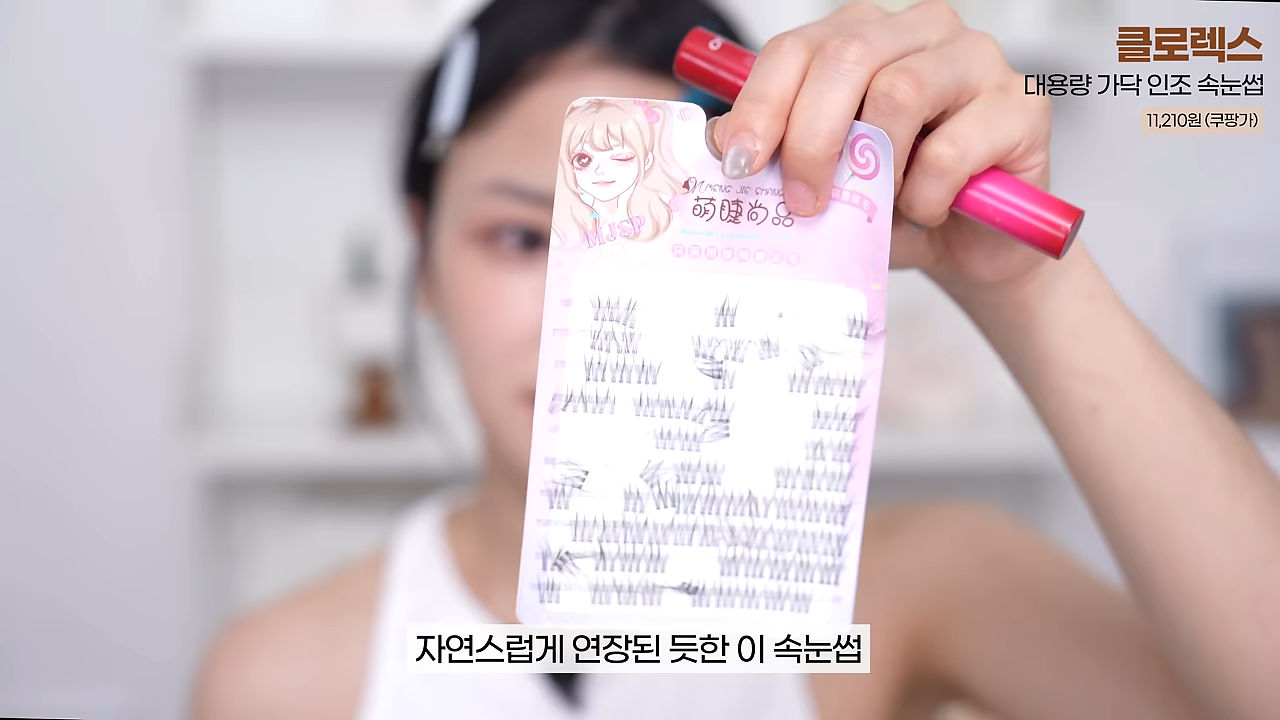 클로렉스
대용량 가닥 인조 속눈썹
11,210원 (쿠팡가)
MENG JIE SHANG
萌睫尚品
MJSP
자연스럽게 연장된 듯한 이 속눈썹